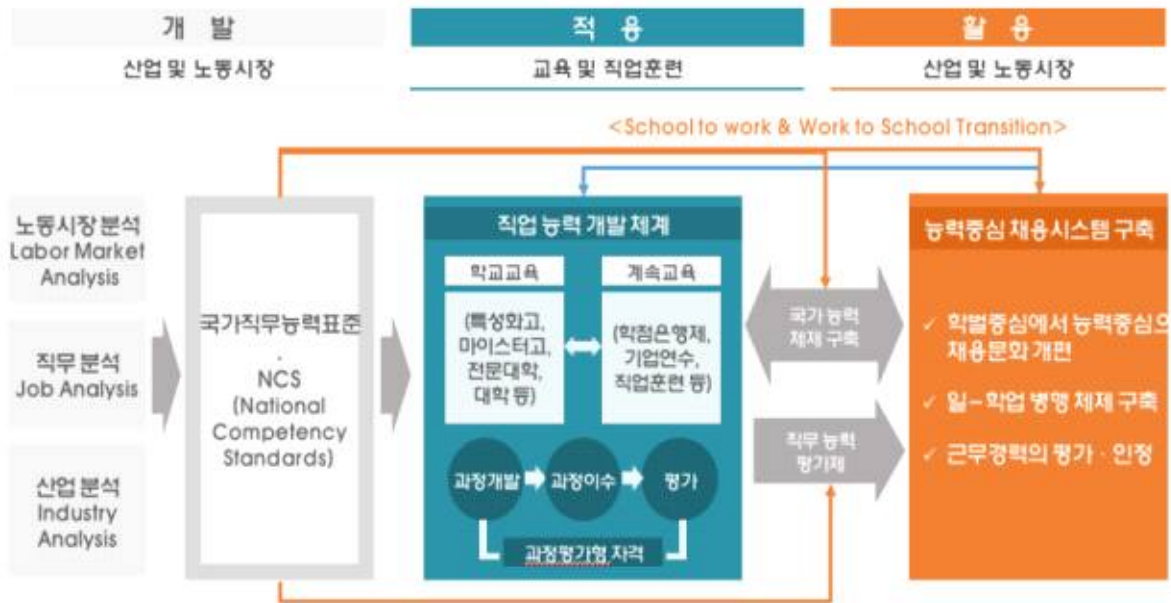 개 발
산업 및 노동시장
적 용
교육 및 직업훈련
활 용
산업 및 노동시장
<School to work & Work to School Transition>
노동시장 분석
Labor Market
Analysis
직무 분석
Job Analysis
산업 분석
Industry
Analysis
국가직무능력표준
·
NCS
(National
Competency
Standards)
직업 능력 개발 체계
학교교육
(특성화고,
마이스터고,
전문대학,
대학 등)
계속교육
(학점은행제,
기업연수,
직업훈련 등)
과정개발
과정이수
평가
과정평가형 자격
국가 능력
체제 구축
직무 능력
평가제
능력중심 채용시스템 구축
✓ 학벌중심에서 능력중심으
채용문화 개편
✓ 일-학업 병행 체제 구축
✓ 근무경력의 평가 · 인정